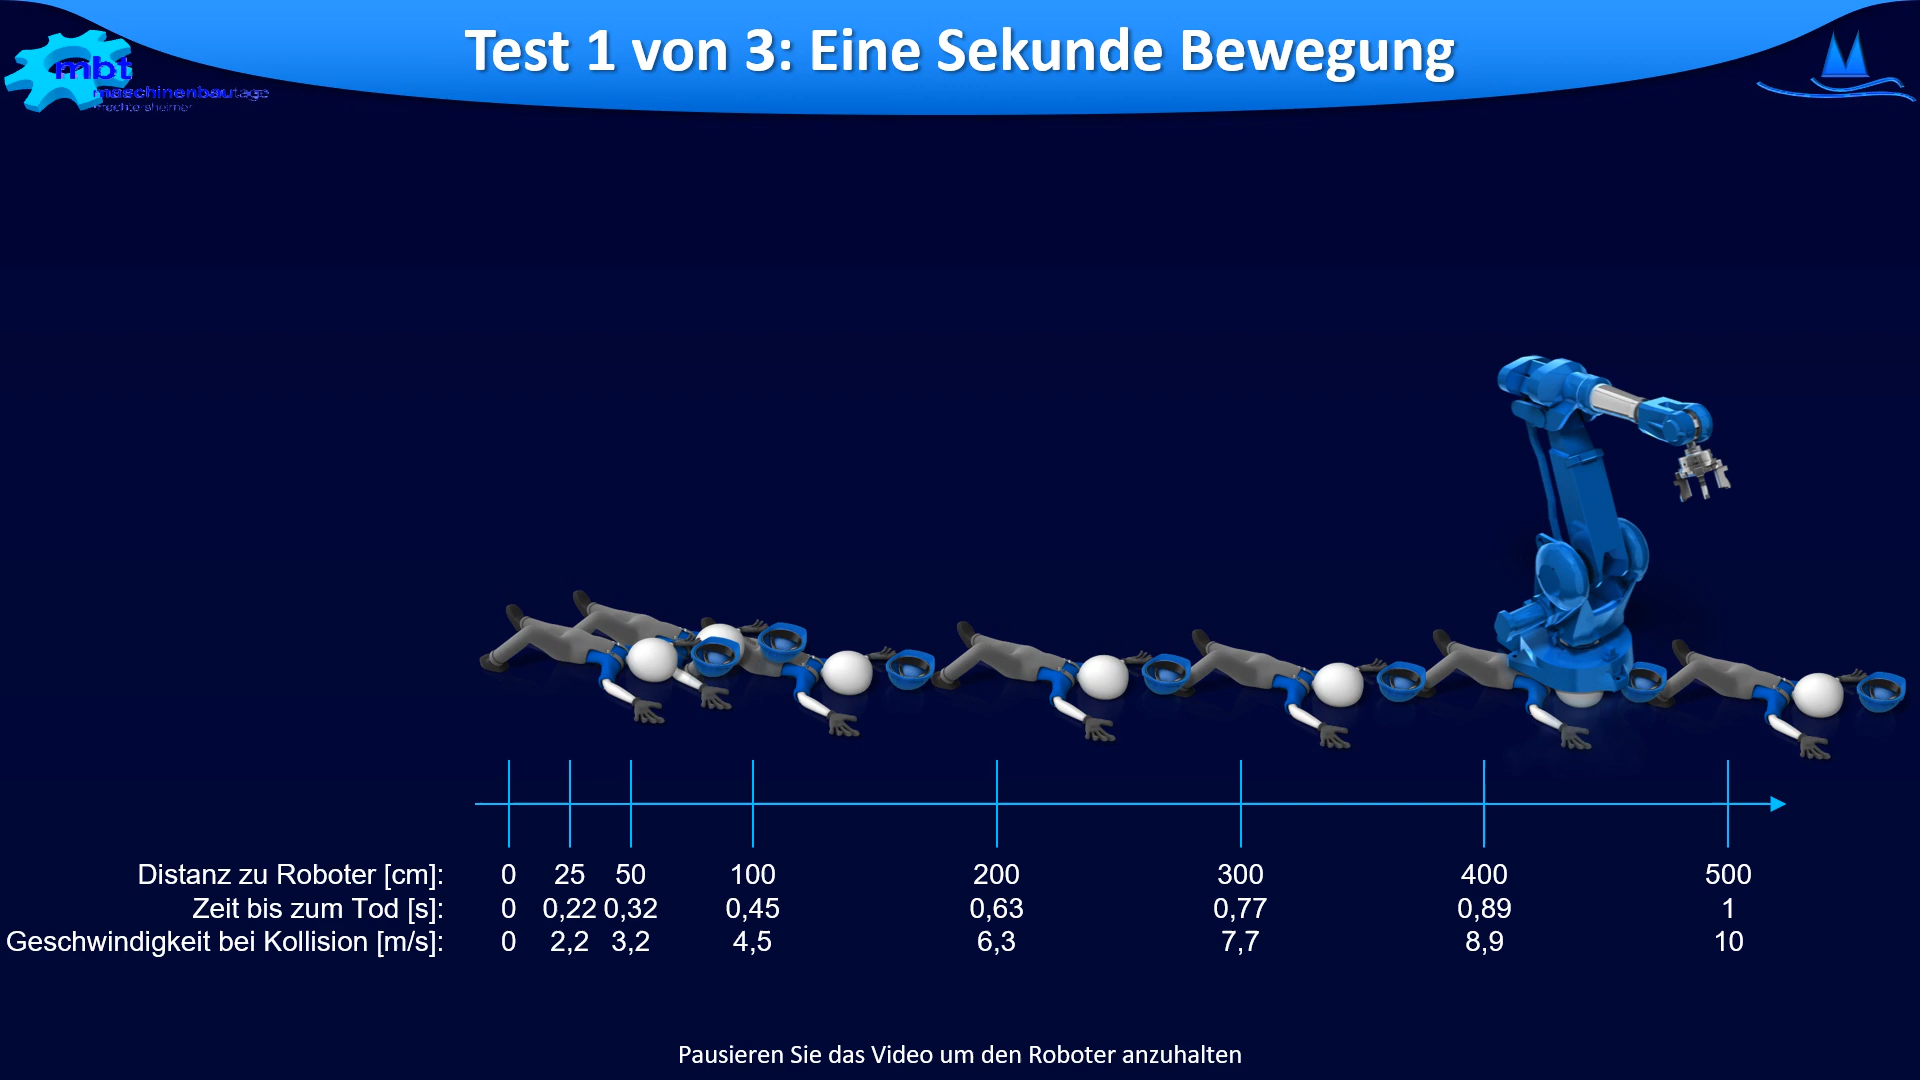 Test 1 von 3: Eine Sekunde Bewegung
mbt
maschinenbautage
mechtersheimer
Distanz zu Roboter [cm]: 0 25 50 100 200 300 400 500
Zeit bis zum Tod [s]: 0 0,22 0,32 0,45 0,63 0,77 0,89 1
Geschwindigkeit bei Kollision [m/s]: 0 2,2 3,2 4,5 6,3 7,7 8,9 10
Pausieren Sie das Video um den Roboter anzuhalten